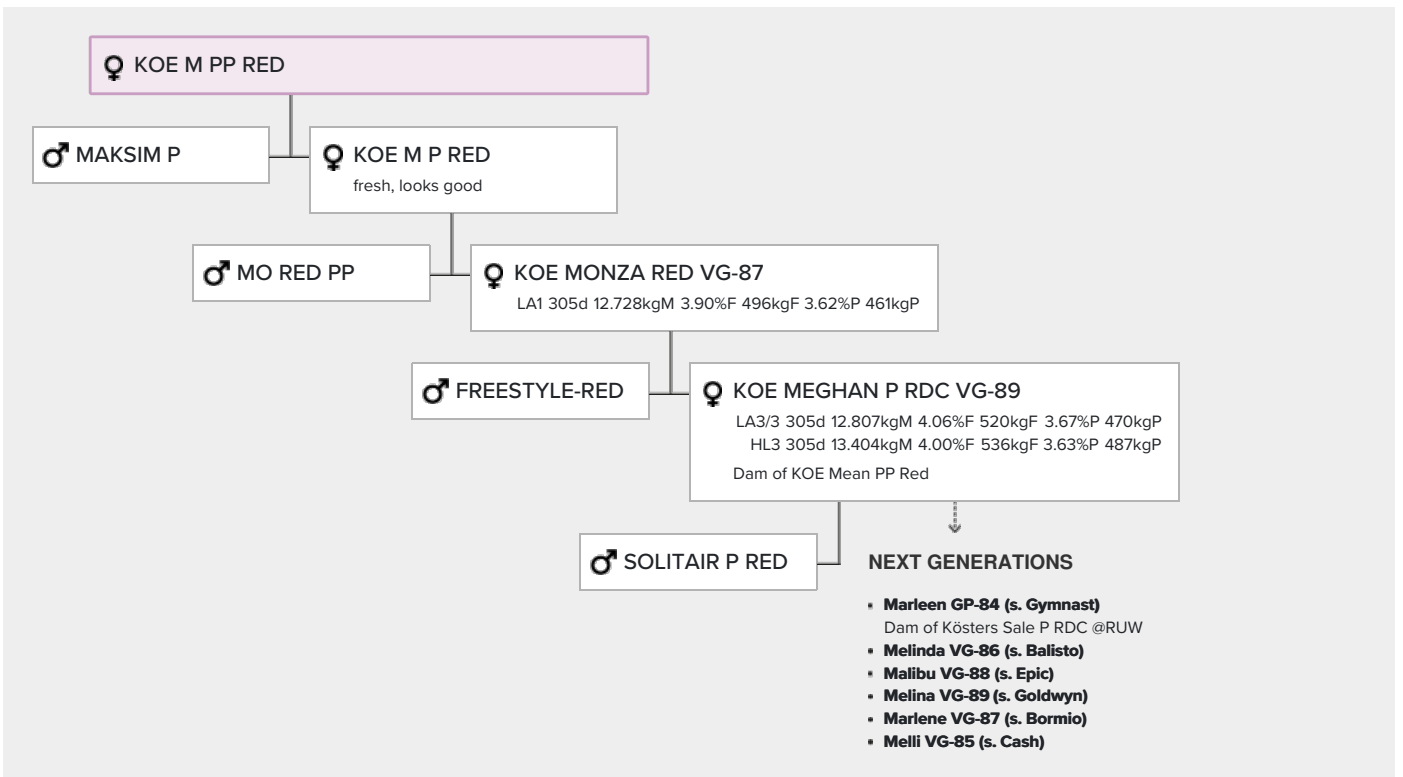 KOE M PP RED
MAKSIM P
KOE M P RED
fresh, looks good
MO RED PP
KOE MONZA RED VG-87
LA1 305d 12.728kgM 3.90%F 496kgF 3.62%P 461kgP
FREESTYLE-RED
KOE MEGHAN P RDC VG-89
LA3/3 305d 12.807kgM 4.06%F 520kgF 3.67%P 470kgP
HL3 305d 13.404kgM 4.00%F 536kgF 3.63%P 487kgP
Dam of KOE Mean PP Red
SOLITAIR P RED
NEXT GENERATIONS
Marleen GP-84 (s. Gymnast)
Dam of Kösters Sale P RDC @RUW
Melinda VG-86 (s. Balisto)
Malibu VG-88 (s. Epic)
Melina VG-89 (s. Goldwyn)
Marlene VG-87 (s. Bormio)
Melli VG-85 (s. Cash)